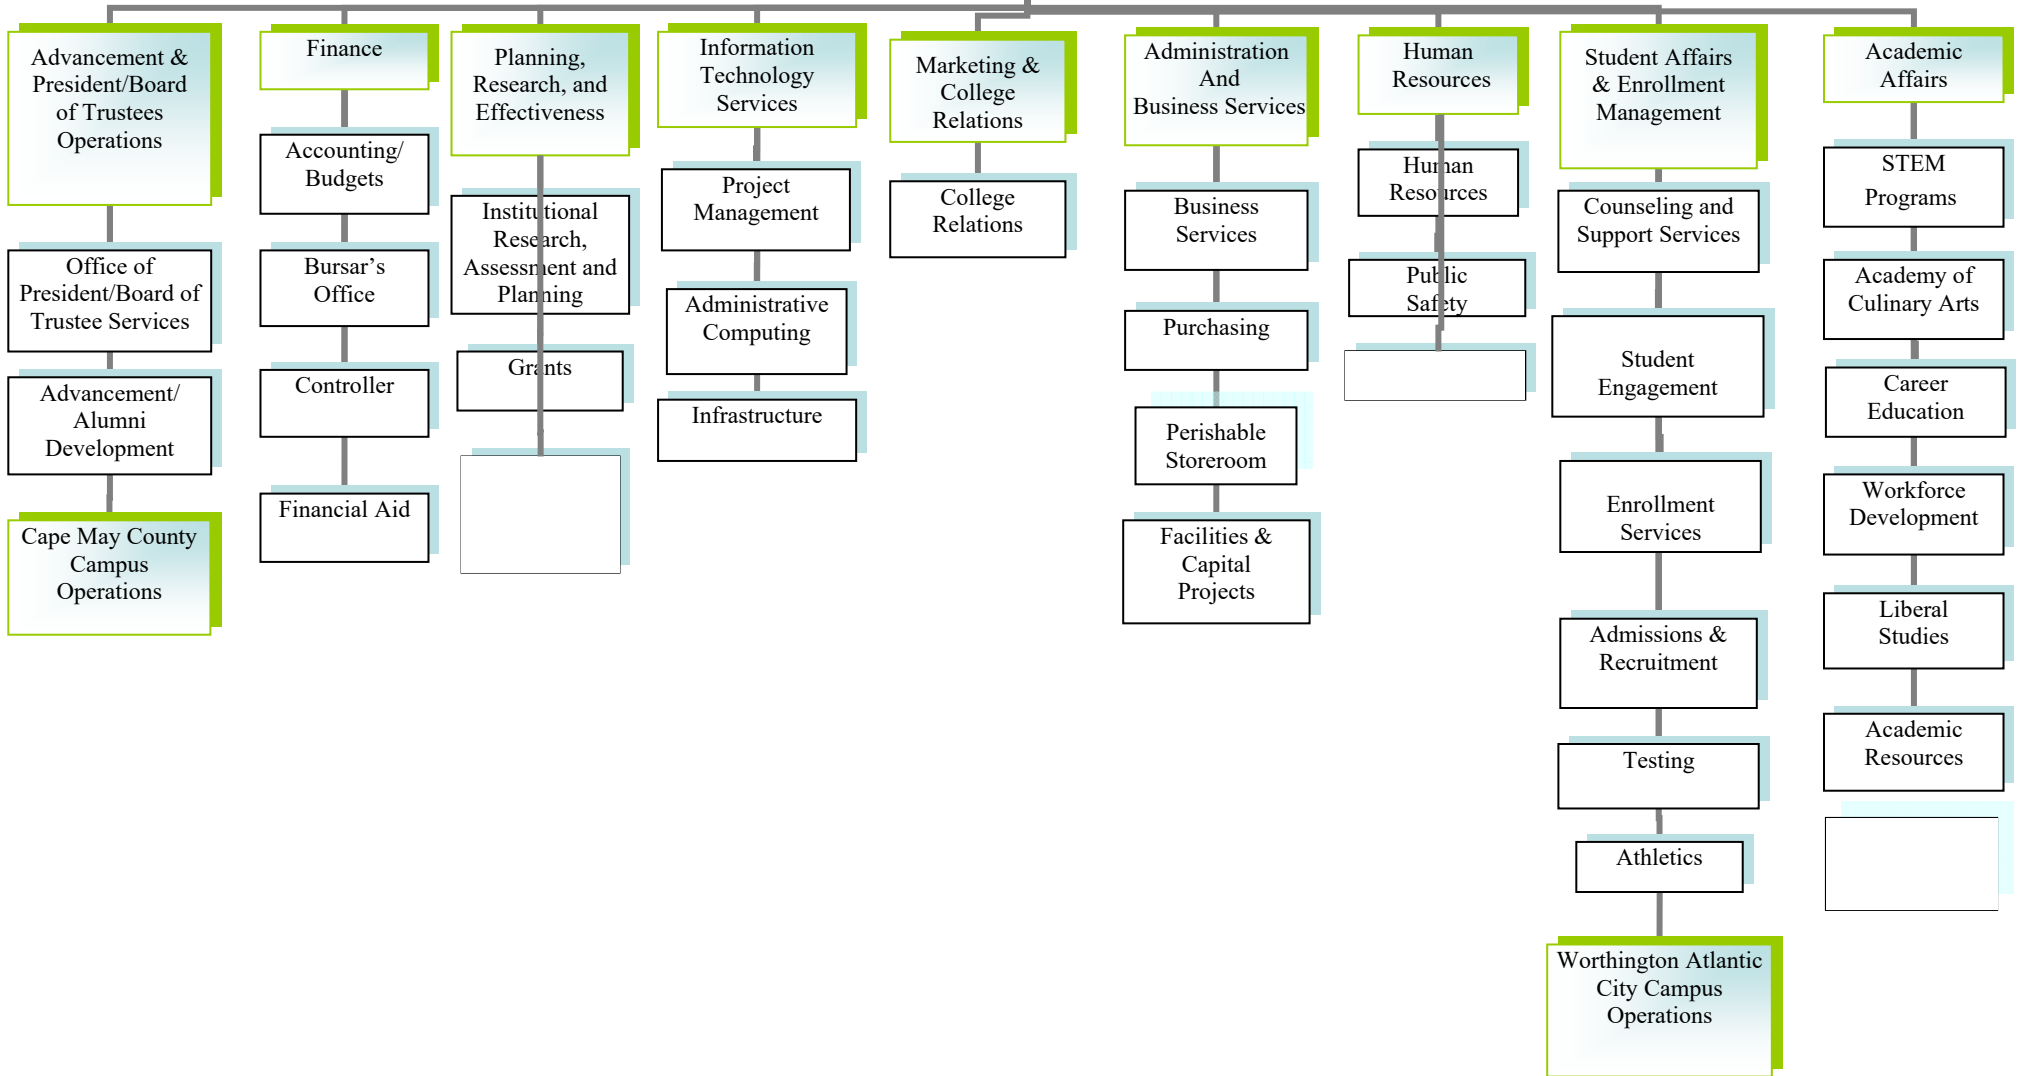 Advancement &
President/Board
of Trustees
Operations
Office of
President/Board of
Trustee Services
Advancement/
Alumni
Development
Cape May County
Campus
Operations
Finance
Accounting/
Budgets
Bursar’s
Office
Controller
Financial Aid
Planning,
Research, and
Effectiveness
Institutional
Research,
Assessment and
Planning
Grants
Information
Technology
Services
Project
Management
Administrative
Computing
Infrastructure
Marketing &
College
Relations
College
Relations
Administration
And
Business Services
Business
Services
Purchasing
Perishable
Storeroom
Facilities &
Capital
Projects
Human
Resources
Human
Resources
Public
Safety
Student Affairs
& Enrollment
Management
Counseling and
Support Services
Student
Engagement
Enrollment
Services
Admissions &
Recruitment
Testing
Athletics
Worthington Atlantic
City Campus
Operations
Academic
Affairs
STEM
Programs
Academy of
Culinary Arts
Career
Education
Workforce
Development
Liberal
Studies
Academic
Resources